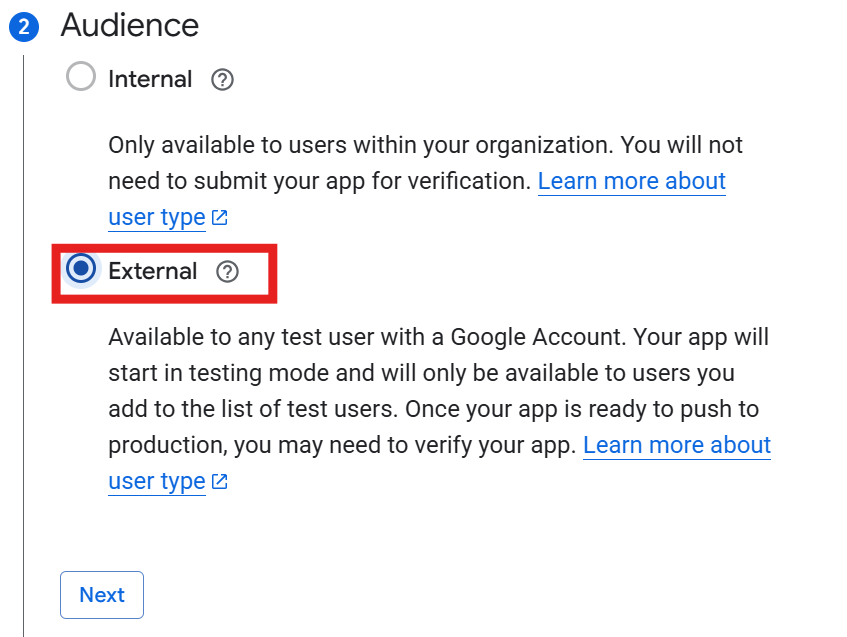 2 Audience
Internal
Only available to users within your organization. You will not
need to submit your app for verification. Learn more about
user type
External
Available to any test user with a Google Account. Your app will
start in testing mode and will only be available to users you
add to the list of test users. Once your app is ready to push to
production, you may need to verify your app. Learn more about
user type
Next